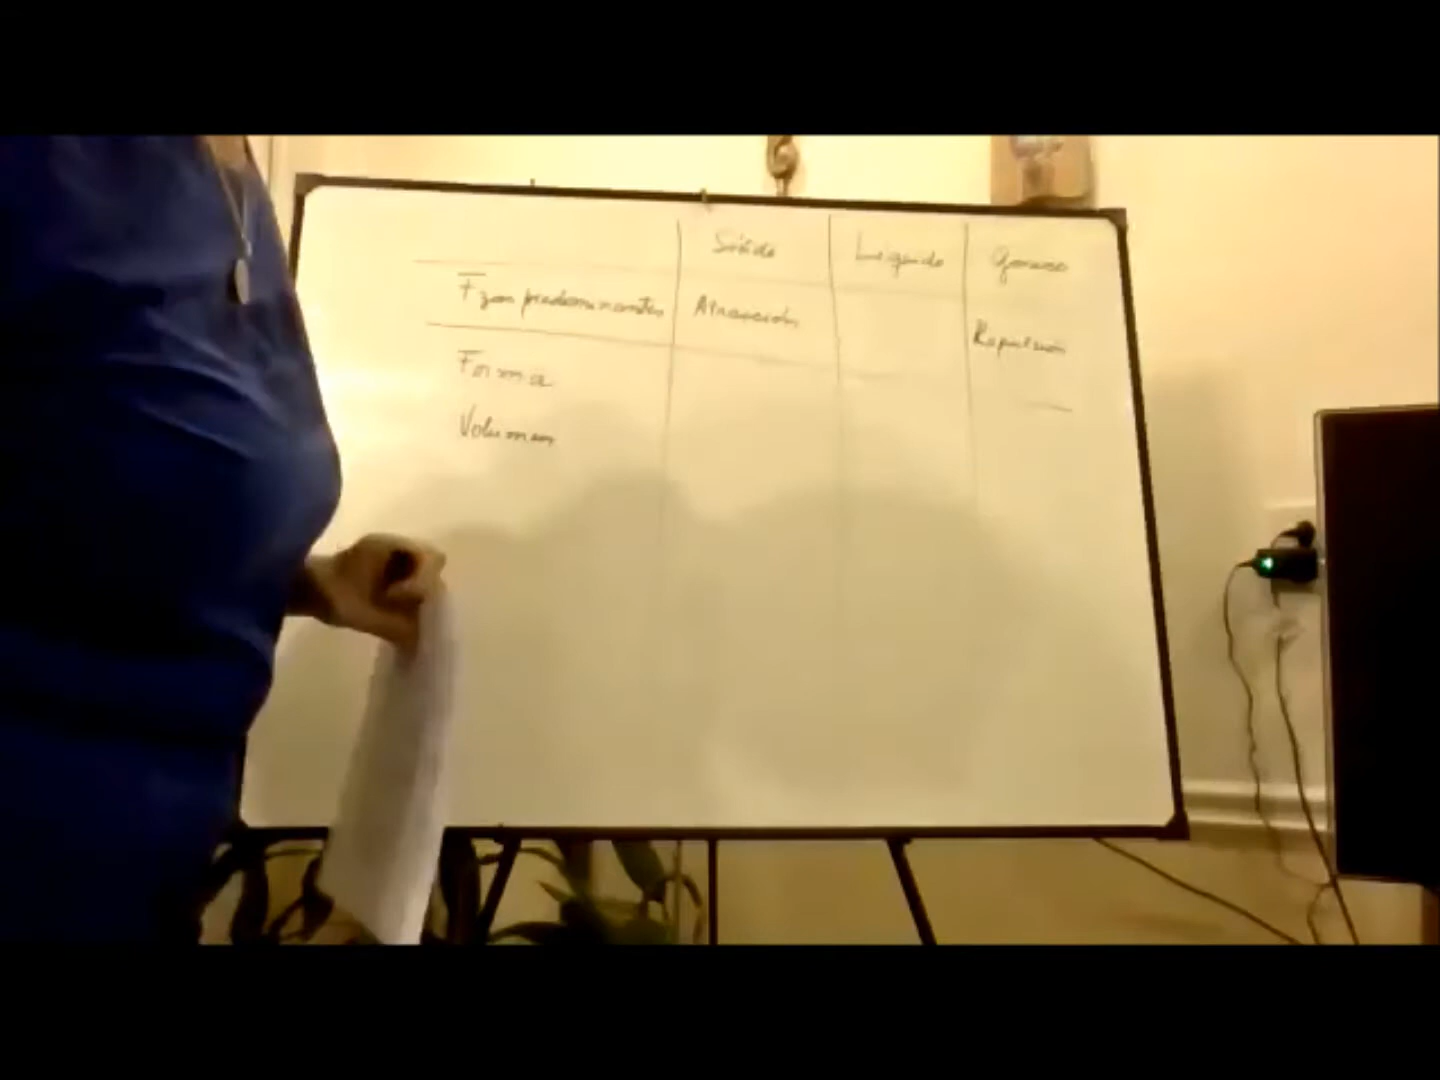 Sólido Líquido Gaseoso
Fzas predominantes Atracción Repulsión
Forma
Volumen